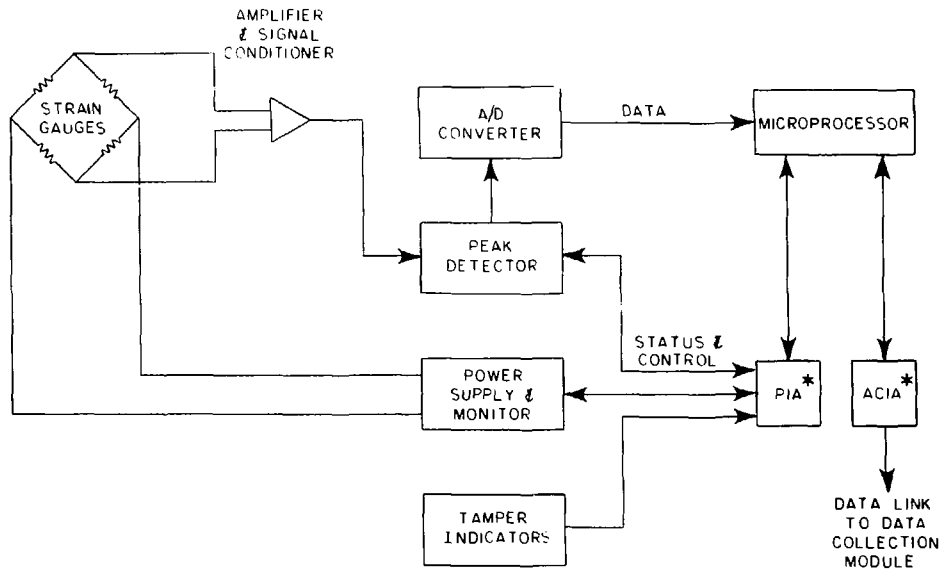 AMPLIFIER
& SIGNAL
CONDITIONER
STRAIN
GAUGES
A/D
CONVERTER
DATA
MICROPROCESSOR
PEAK
DETECTOR
STATUS &
CONTROL
POWER
SUPPLY &
MONITOR
PIA*
ACIA*
TAMPER
INDICATORS
DATA LINK
TO DATA
COLLECTION
MODULE